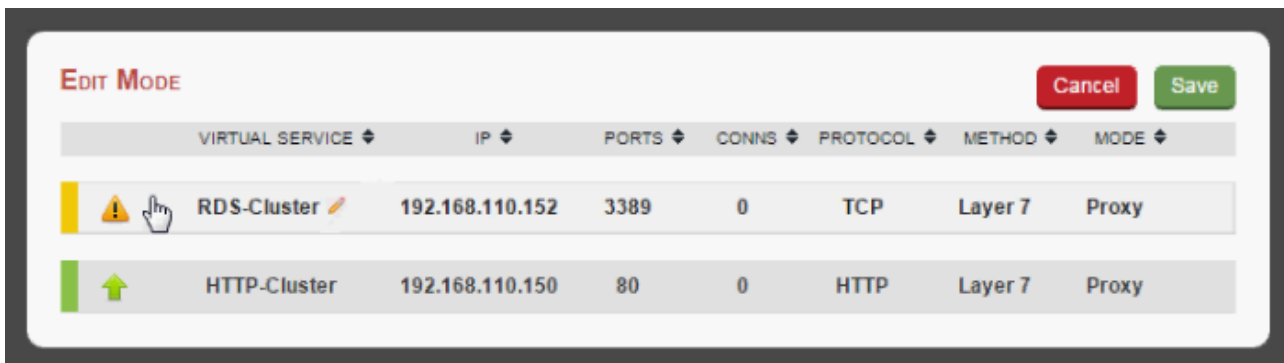 EDIT MODE
Cancel Save
VIRTUAL SERVICE IP PORTS CONNS PROTOCOL METHOD MODE
RDS-Cluster 192.168.110.152 3389 0 TCP Layer 7 Proxy
HTTP-Cluster 192.168.110.150 80 0 HTTP Layer 7 Proxy